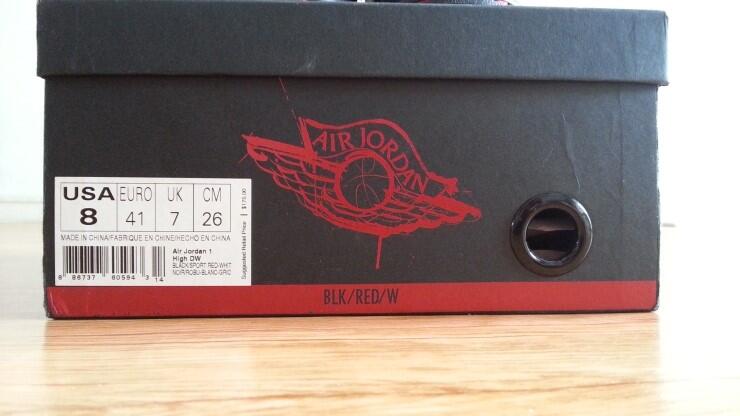 AIR JORDAN
USA EURO UK CM
8 41 7 26
MADE IN CHINA/FABRIQUE EN CHINE/HECHO EN CHINA
Air Jordan 1
High DW
BLACK/SPORT RED-WHIT
NOIR/ROBU-BLANC-GRIC
8 86737 60594 3 14
Suggested Retail Price $175.00
BLK/RED/W